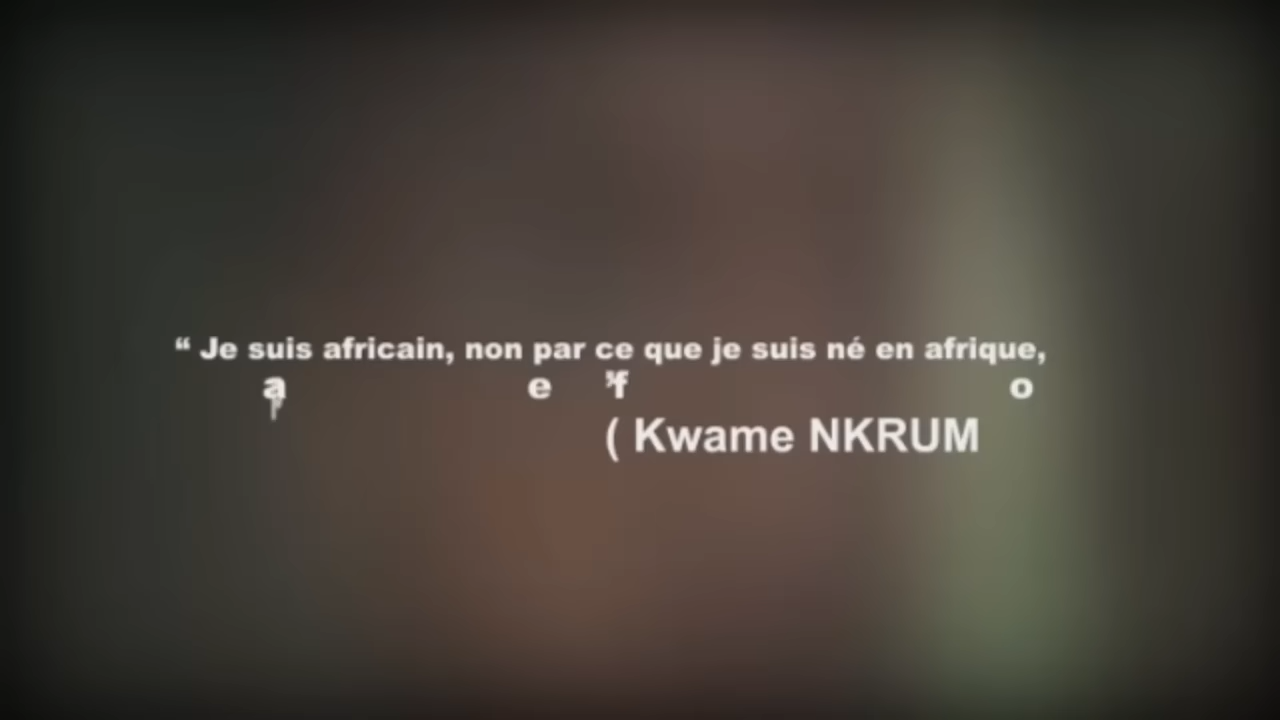 “ Je suis africain, non par ce que je suis né en afrique,
( Kwame NKRUM